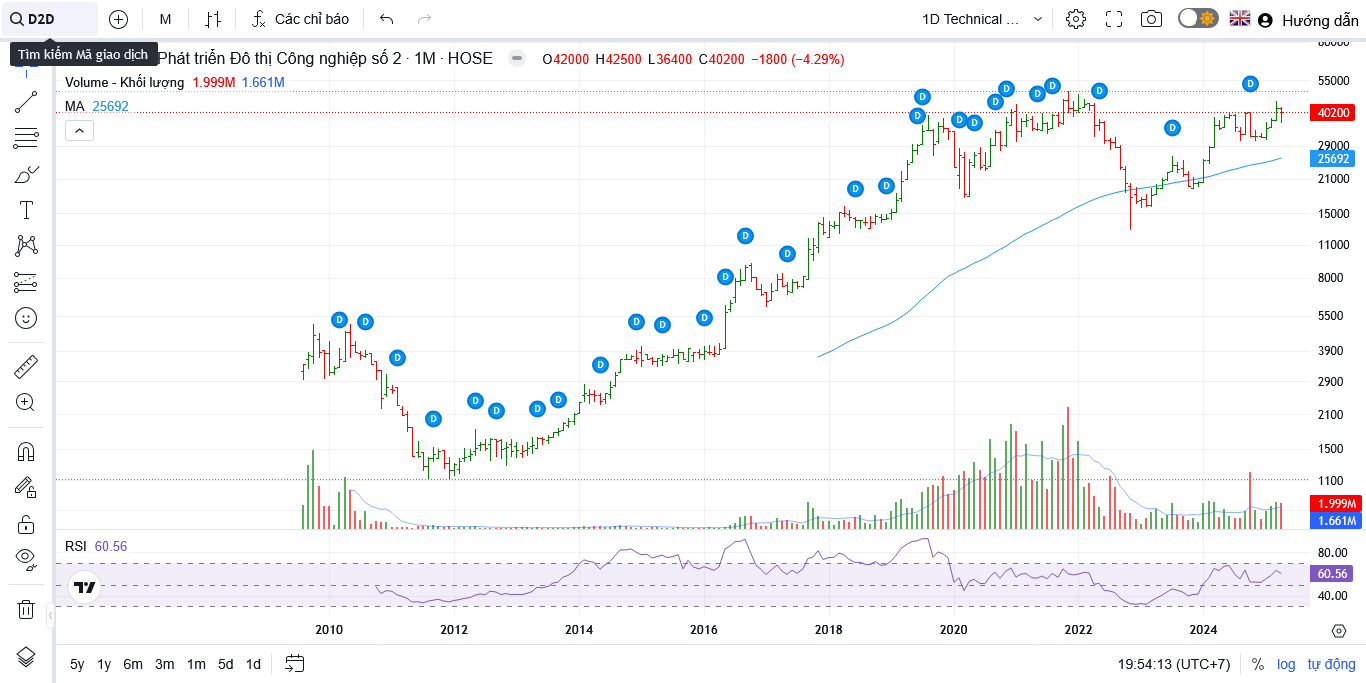 D2D
M
Các chỉ báo
1D Technical ...
Hướng dẫn
Tìm kiếm Mã giao dịch
Phát triển Đô thị Công nghiệp số 2 · 1M · HOSE
O42000 H42500 L36400 C40200 −1800 (−4.29%)
Volume - Khối lượng 1.999M 1.661M
MA 25692
80000
55000
40200
29000
25692
21000
15000
11000
8000
5500
3900
2900
2100
1500
1100
1.999M
1.661M
D D D D D D D D D D D D D D D D D D D D D D D D D D D D
RSI 60.56
80.00
60.56
40.00
2010 2012 2014 2016 2018 2020 2022 2024
5y 1y 6m 3m 1m 5d 1d
19:54:13 (UTC+7) % log tự động